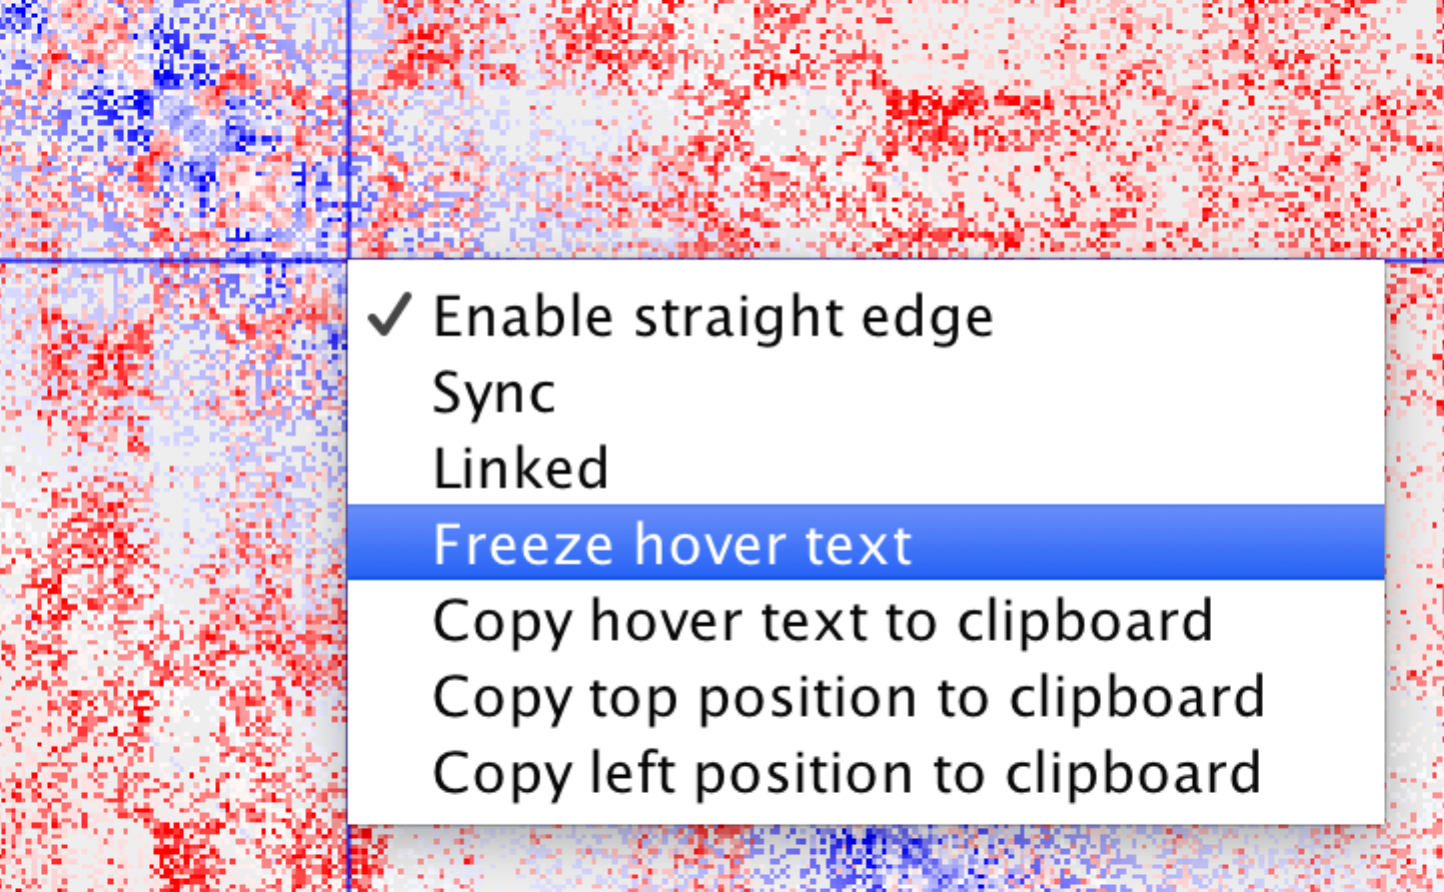 Enable straight edge
Sync
Linked
Freeze hover text
Copy hover text to clipboard
Copy top position to clipboard
Copy left position to clipboard